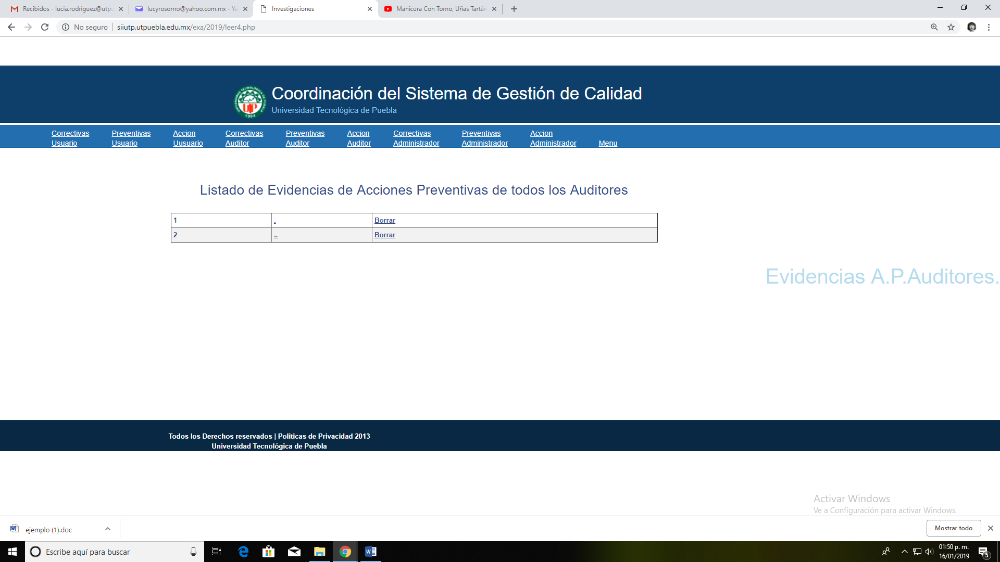 Recibidos - lucia.rodriguez@utpu
lucyrosorno@yahoo.com.mx - Ya
Investigaciones
Manicura Con Torno, Uñas Tartán
No seguro
siiutp.utpuebla.edu.mx/exa/2019/leer4.php
Coordinación del Sistema de Gestión de Calidad
Universidad Tecnológica de Puebla
Correctivas Usuario
Preventivas Usuario
Accion Uusuario
Correctivas Auditor
Preventivas Auditor
Accion Auditor
Correctivas Administrador
Preventivas Administrador
Accion Administrador
Menu
Listado de Evidencias de Acciones Preventivas de todos los Auditores
1 . Borrar
2 .. Borrar
Evidencias A.P.Auditores.
Todos los Derechos reservados | Politicas de Privacidad 2013
Universidad Tecnológica de Puebla
Activar Windows
Ve a Configuración para activar Windows.
ejemplo (1).doc
Mostrar todo
Escribe aquí para buscar
01:50 p. m.
16/01/2019
5